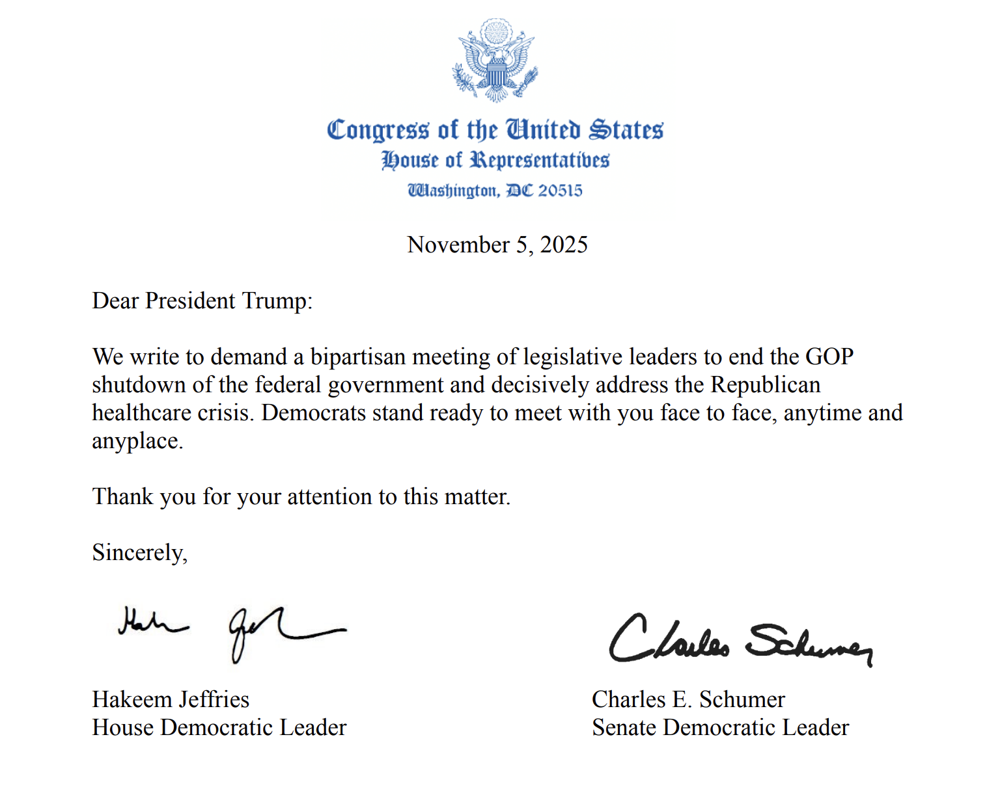 Congress of the United States
House of Representatives
Washington, DC 20515
November 5, 2025
Dear President Trump:
We write to demand a bipartisan meeting of legislative leaders to end the GOP
shutdown of the federal government and decisively address the Republican
healthcare crisis. Democrats stand ready to meet with you face to face, anytime and
anyplace.
Thank you for your attention to this matter.
Sincerely,
Charles Schumer
Hakeem Jeffries
House Democratic Leader
Charles E. Schumer
Senate Democratic Leader